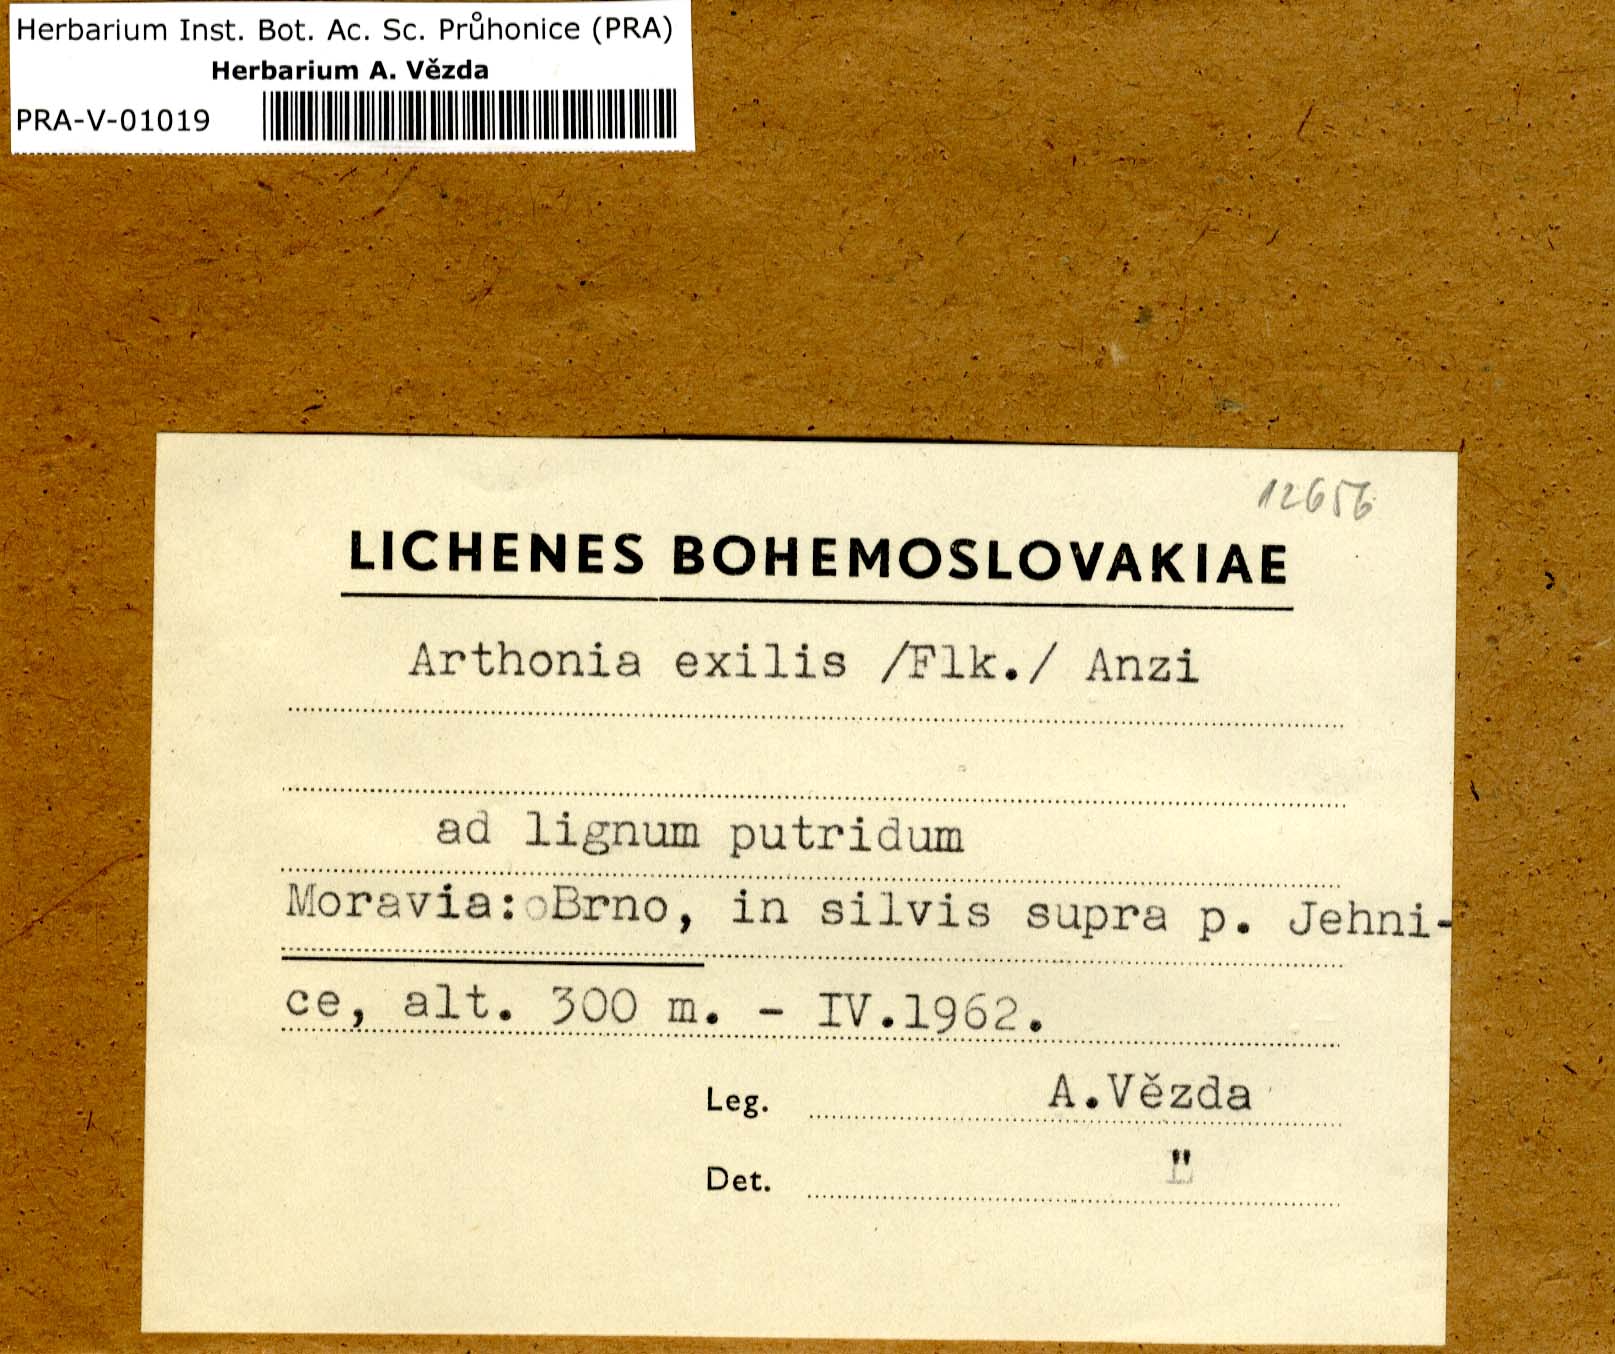 Herbarium Inst. Bot. Ac. Sc. Průhonice (PRA)
Herbarium A. Vězda
PRA-V-01019
12656
LICHENES BOHEMOSLOVAKIAE
Arthonia exilis /Flk./ Anzi
ad lignum putridum
Moravia: Brno, in silvis supra p. Jehni-
ce, alt. 300 m. - IV.1962.
Leg. A.Vězda
Det. "